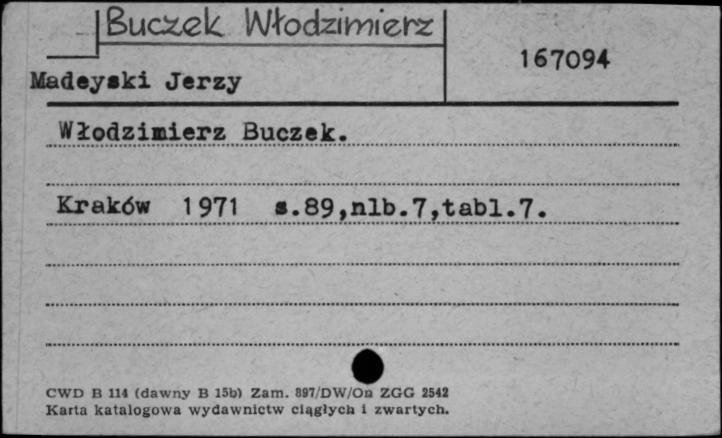 Buczek Włodzimierz
167094
Madeyski Jerzy
Włodzimierz Buczek.
Kraków 1971 s.89,nlb.7,tabl.7.
CWD B 114 (dawny B 15b) Zam. 897/DW/On ZGG 2542
Karta katalogowa wydawnictw ciągłych i zwartych.